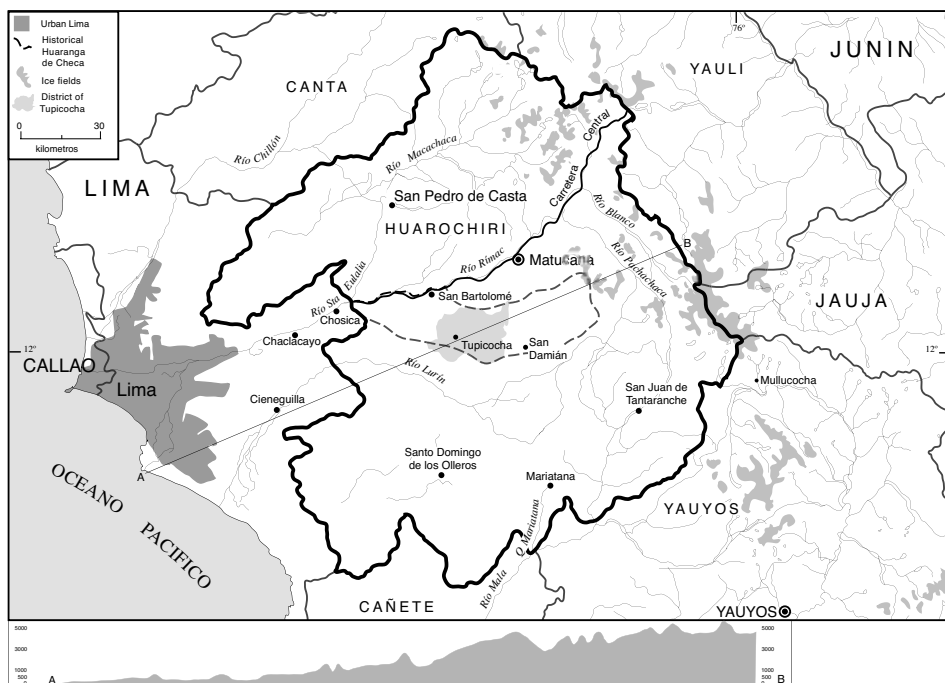 Urban Lima
Historical
Huaranga
de Checa
Ice fields
District of
Tupicocha
0 30
kilometros
76°
JUNIN
YAULI
CANTA
Río Chillón
Río Macachaca
Carretera Central
LIMA
San Pedro de Casta
HUAROCHIRI
Río Blanco
B
Río Pachachaca
Río Rímac
Matucana
Río Sta Eulalia
San Bartolomé
JAUJA
Chosica
Chaclacayo
Tupicocha
San
Damián
12°
12°
CALLAO
Lima
Río Lurín
Mullucocha
Cieneguilla
San Juan de
Tantaranche
Santo Domingo
de los Olleros
Mariatana
A
OCEANO PACIFICO
Q Mariatana
YAUYOS
Río Mala
CAÑETE
YAUYOS
5000
3000
1000
500
0
A
5000
3000
1000
500
0
B